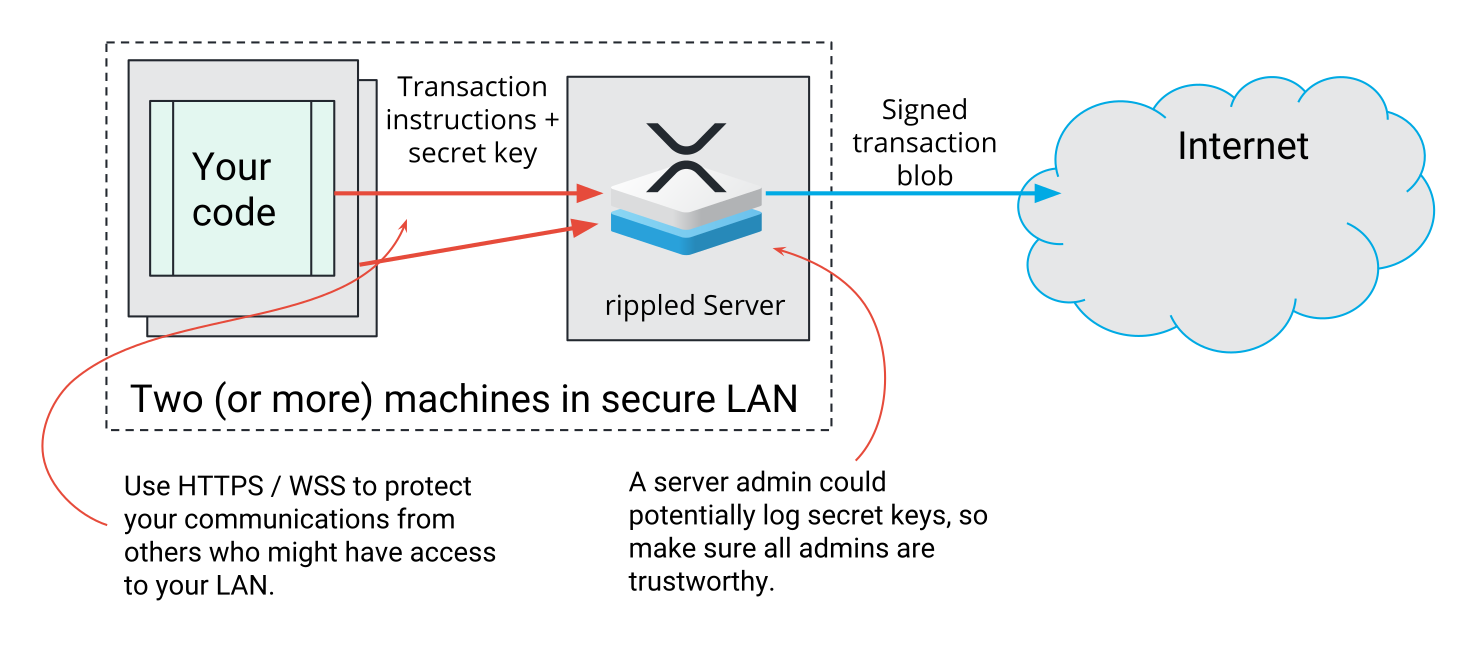 Transaction
instructions +
secret key
Your
code
rippled Server
Signed
transaction
blob
Internet
Two (or more) machines in secure LAN
Use HTTPS / WSS to protect
your communications from
others who might have access
to your LAN.
A server admin could
potentially log secret keys, so
make sure all admins are
trustworthy.